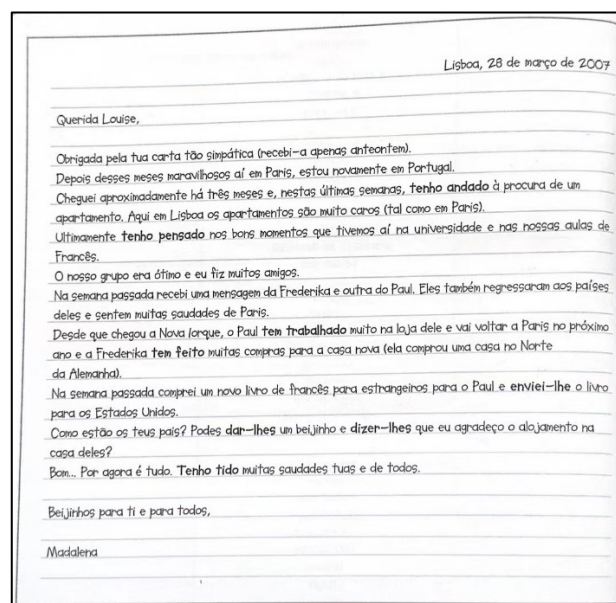 Lisboa, 28 de março de 2007
Querida Louise,
Obrigada pela tua carta tão simpática (recebi-a apenas anteontem).
Depois desses meses maravilhosos aí em Paris, estou novamente em Portugal.
Cheguei aproximadamente há três meses e, nestas últimas semanas, tenho andado à procura de um
apartamento. Aqui em Lisboa os apartamentos são muito caros (tal como em Paris).
Ultimamente tenho pensado nos bons momentos que tivemos aí na universidade e nas nossas aulas de
Francês.
O nosso grupo era ótimo e eu fiz muitos amigos.
Na semana passada recebi uma mensagem da Frederika e outra do Paul. Eles também regressaram aos países
deles e sentem muitas saudades de Paris.
Desde que chegou a Nova Iorque, o Paul tem trabalhado muito na loja dele e vai voltar a Paris no próximo
ano e a Frederika tem feito muitas compras para a casa nova (ela comprou uma casa no Norte
da Alemanha).
Na semana passada comprei um novo livro de francês para estrangeiros para o Paul e enviei-lhe o livro
para os Estados Unidos.
Como estão os teus pais? Podes dar-lhes um beijinho e dizer-lhes que eu agradeço o alojamento na
casa deles?
Bom... Por agora é tudo. Tenho tido muitas saudades tuas e de todos.
Beijinhos para ti e para todos,
Madalena